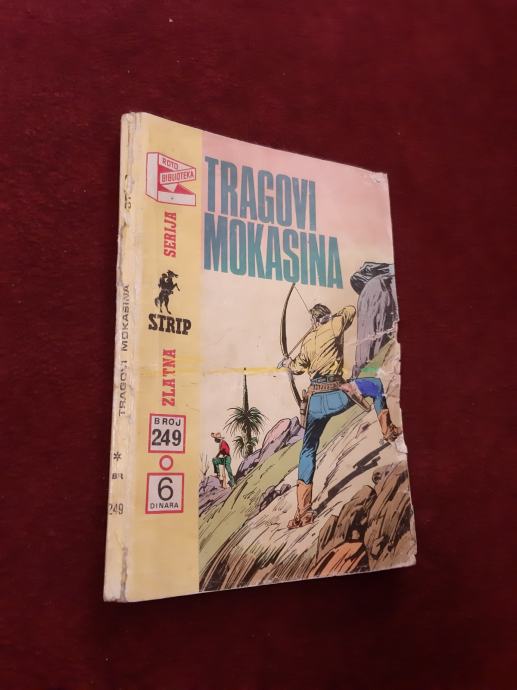 ROTO
BIBLIOTEKA
TRAGOVI
MOKASINA
ZLATNA SERIJA
STRIP
BROJ
249
6
DINARA
TRAGOVI MOKASINA
*
BR
249